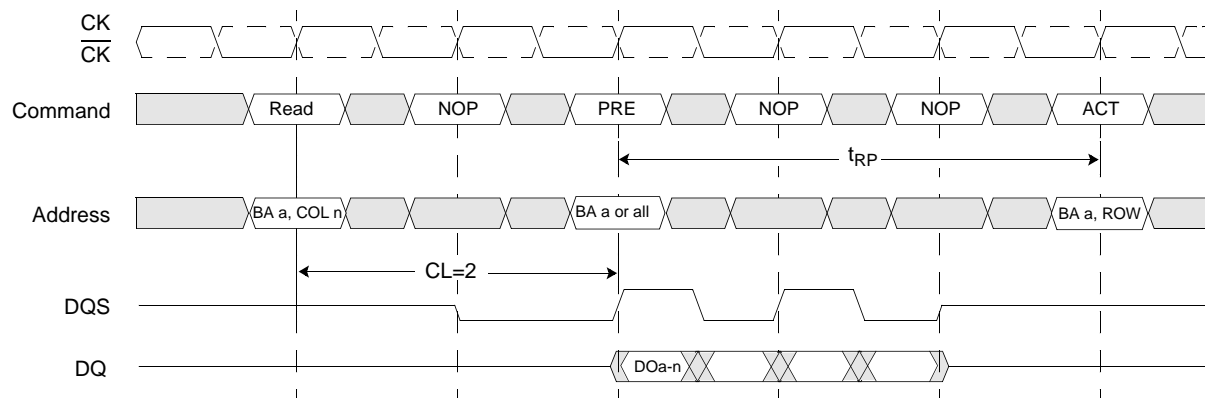 CK
CK
Command Read NOP PRE NOP NOP ACT
tRP
Address BA a, COL n BA a or all BA a, ROW
CL=2
DQS
DQ DOa-n